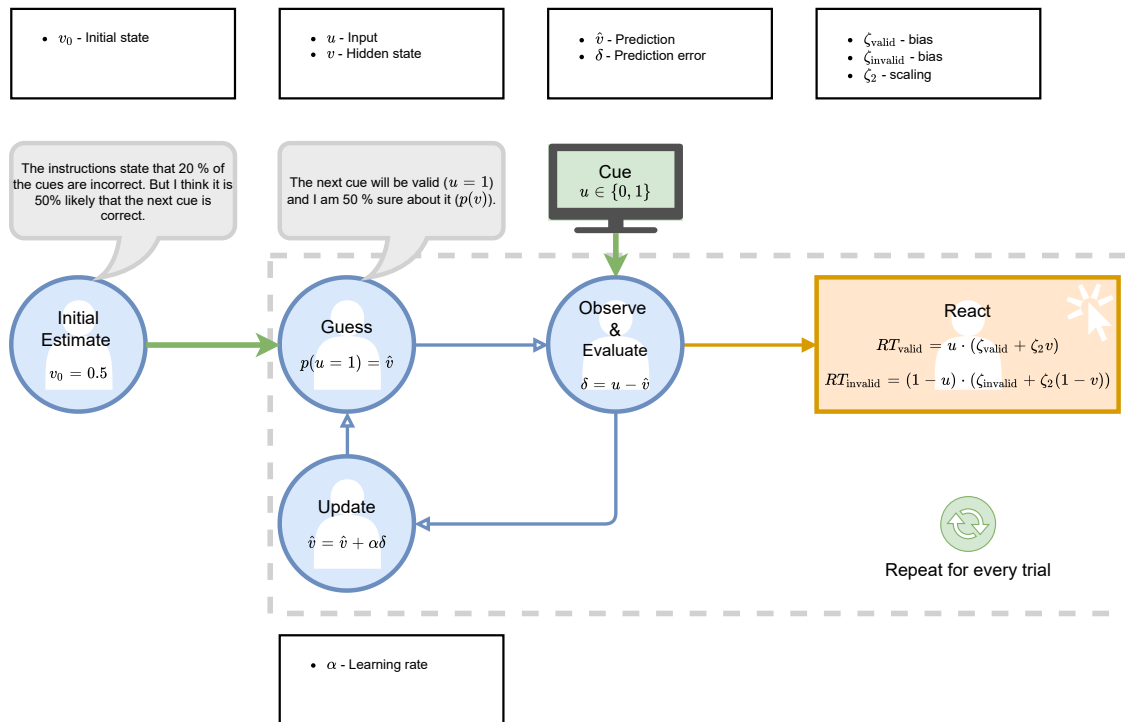 • v₀ - Initial state
• u - Input
• v - Hidden state
• v̂ - Prediction
• δ - Prediction error
• ζ_valid - bias
• ζ_invalid - bias
• ζ₂ - scaling
The instructions state that 20 % of
the cues are incorrect. But I think it is
50% likely that the next cue is
correct.
The next cue will be valid (u = 1)
and I am 50 % sure about it (p(v)).
Cue
u ∈ {0, 1}
Initial
Estimate
v₀ = 0.5
Guess
p(u = 1) = v̂
Observe
&
Evaluate
δ = u − v̂
React
RT_valid = u · (ζ_valid + ζ₂v)
RT_invalid = (1 − u) · (ζ_invalid + ζ₂(1 − v))
Update
v̂ = v̂ + αδ
Repeat for every trial
• α - Learning rate